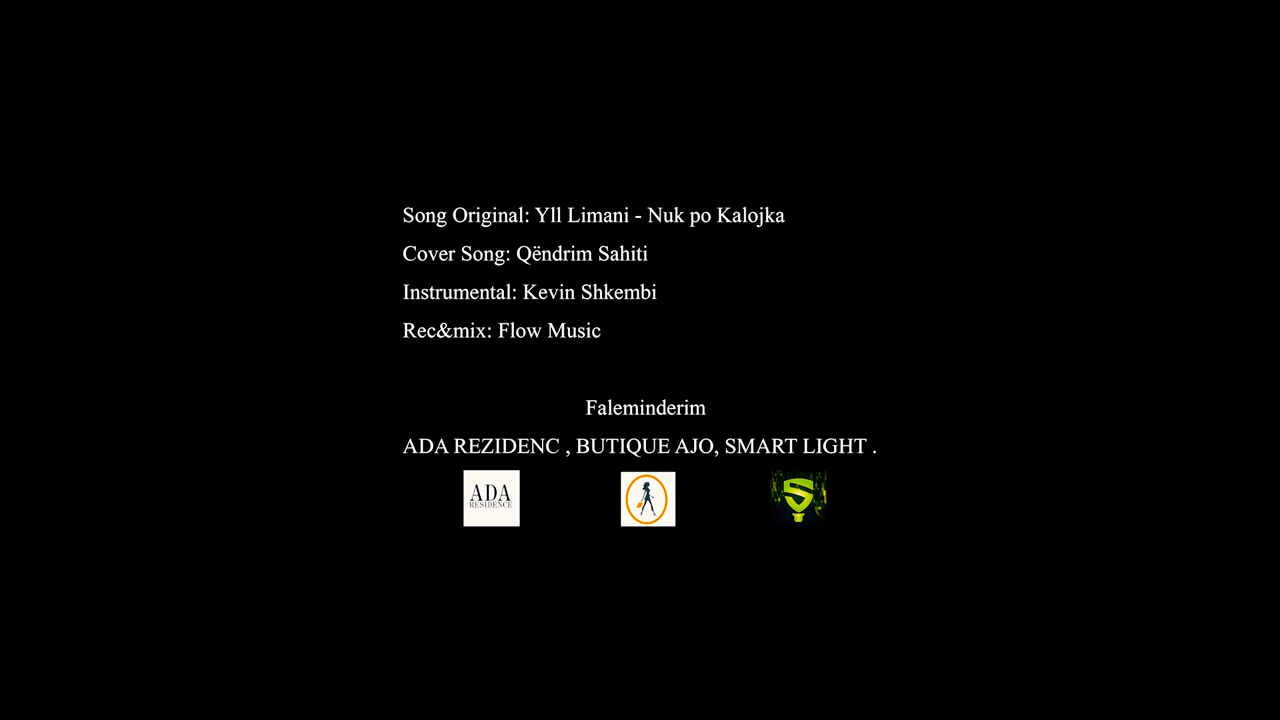 Song Original: Yll Limani - Nuk po Kalojka
Cover Song: Qëndrim Sahiti
Instrumental: Kevin Shkembi
Rec&mix: Flow Music
Faleminderim
ADA REZIDENC , BUTIQUE AJO, SMART LIGHT .
ADA
RESIDENCE
S